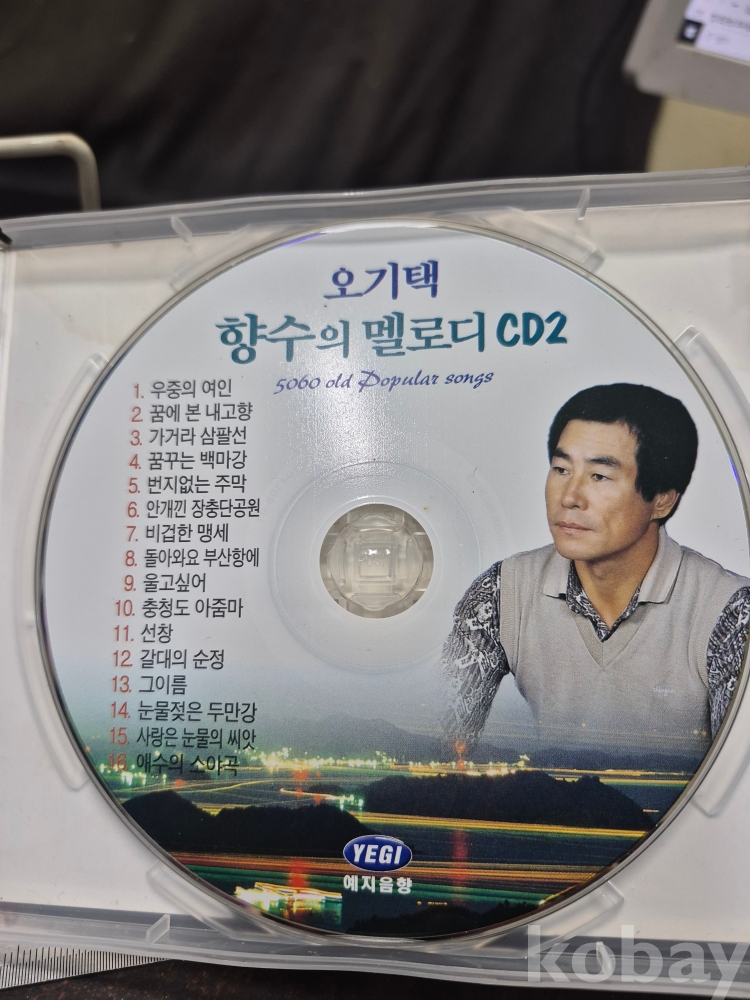 오기택
향수의 멜로디 CD2
5060 old Popular songs
1. 우중의 여인
2. 꿈에 본 내고향
3. 가거라 삼팔선
4. 꿈꾸는 백마강
5. 번지없는 주막
6. 안개낀 장충단공원
7. 비겁한 맹세
8. 돌아와요 부산항에
9. 울고싶어
10. 충청도 아줌마
11. 선창
12. 갈대의 순정
13. 그이름
14. 눈물젖은 두만강
15. 사랑은 눈물의 씨앗
16. 애수의 소야곡
YEGI
예지음향
kobay